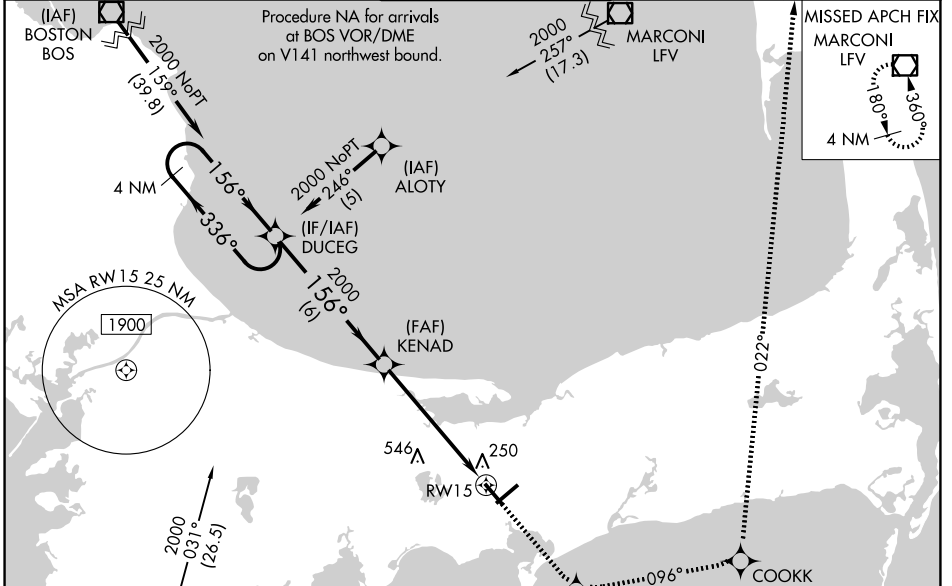 (IAF)
BOSTON
BOS
Procedure NA for arrivals
at BOS VOR/DME
on V141 northwest bound.
2000
257°
(17.3)
MARCONI
LFV
MISSED APCH FIX
MARCONI
LFV
180°
360°
4 NM
2000 NoPT
159°
(39.8)
4 NM
156°
336°
2000 NoPT
246°
(5)
(IAF)
ALOTY
(IF/IAF)
DUCEG
2000
156°
(6)
MSA RW15 25 NM
1900
(FAF)
KENAD
022°
546
250
RW15
2000
031°
(26.5)
096°
COOKK